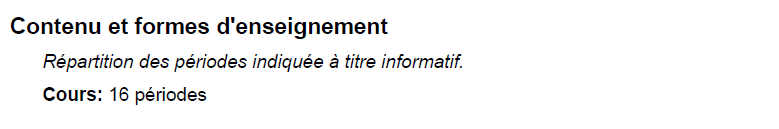 Contenu et formes d'enseignement
Répartition des périodes indiquée à titre informatif.
Cours: 16 périodes